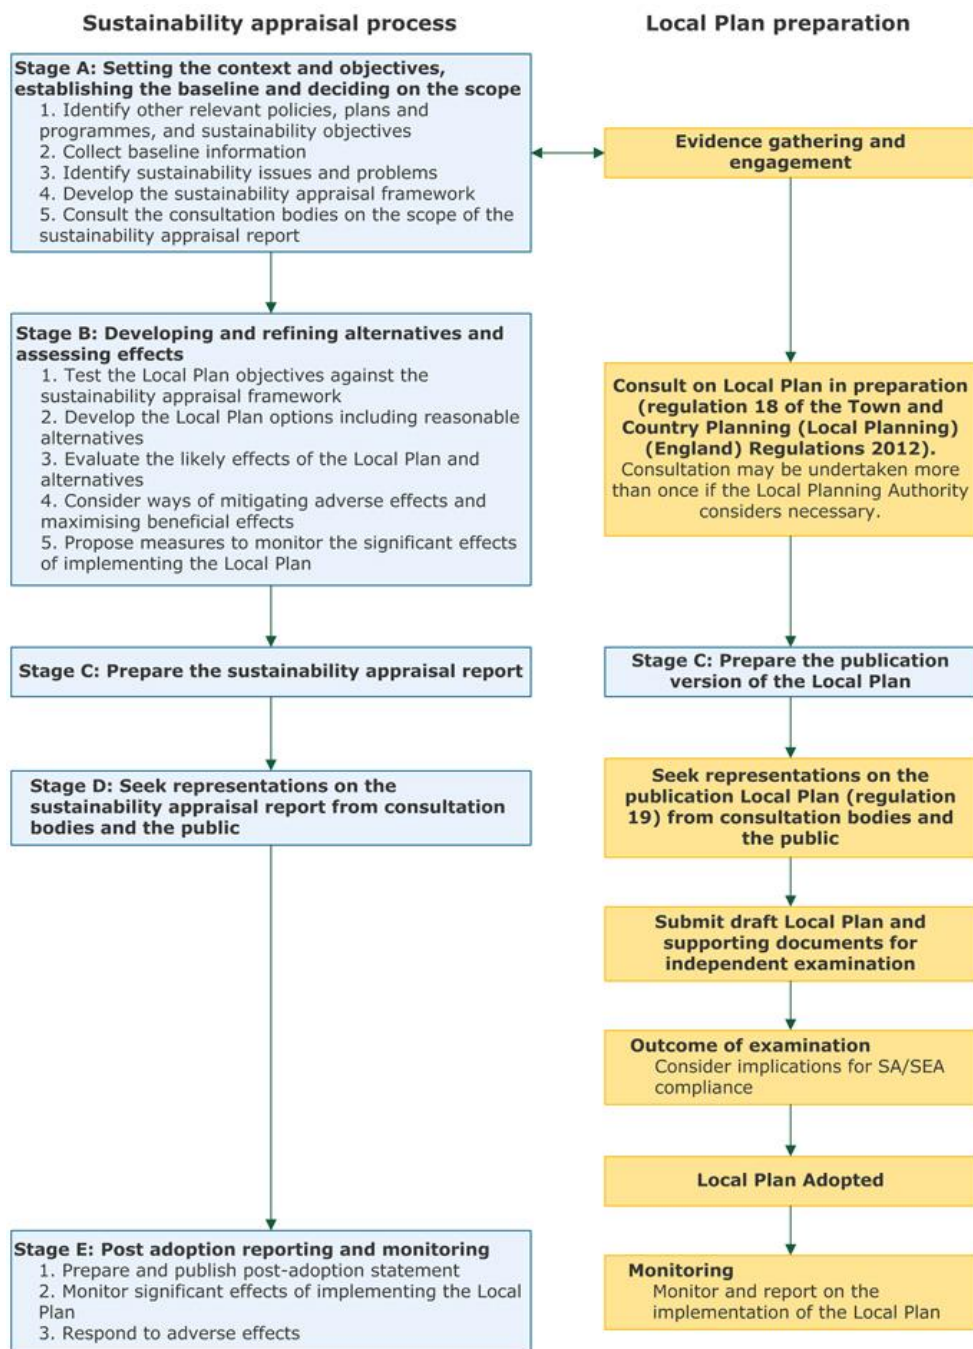 Sustainability appraisal process
Local Plan preparation
Stage A: Setting the context and objectives,
establishing the baseline and deciding on the scope
1. Identify other relevant policies, plans and
programmes, and sustainability objectives
2. Collect baseline information
3. Identify sustainability issues and problems
4. Develop the sustainability appraisal framework
5. Consult the consultation bodies on the scope of the
sustainability appraisal report
Evidence gathering and
engagement
Stage B: Developing and refining alternatives and
assessing effects
1. Test the Local Plan objectives against the
sustainability appraisal framework
2. Develop the Local Plan options including reasonable
alternatives
3. Evaluate the likely effects of the Local Plan and
alternatives
4. Consider ways of mitigating adverse effects and
maximising beneficial effects
5. Propose measures to monitor the significant effects
of implementing the Local Plan
Consult on Local Plan in preparation
(regulation 18 of the Town and
Country Planning (Local Planning)
(England) Regulations 2012).
Consultation may be undertaken more
than once if the Local Planning Authority
considers necessary.
Stage C: Prepare the sustainability appraisal report
Stage C: Prepare the publication
version of the Local Plan
Stage D: Seek representations on the
sustainability appraisal report from consultation
bodies and the public
Seek representations on the
publication Local Plan (regulation
19) from consultation bodies and
the public
Submit draft Local Plan and
supporting documents for
independent examination
Outcome of examination
Consider implications for SA/SEA
compliance
Local Plan Adopted
Stage E: Post adoption reporting and monitoring
1. Prepare and publish post-adoption statement
2. Monitor significant effects of implementing the Local
Plan
3. Respond to adverse effects
Monitoring
Monitor and report on the
implementation of the Local Plan